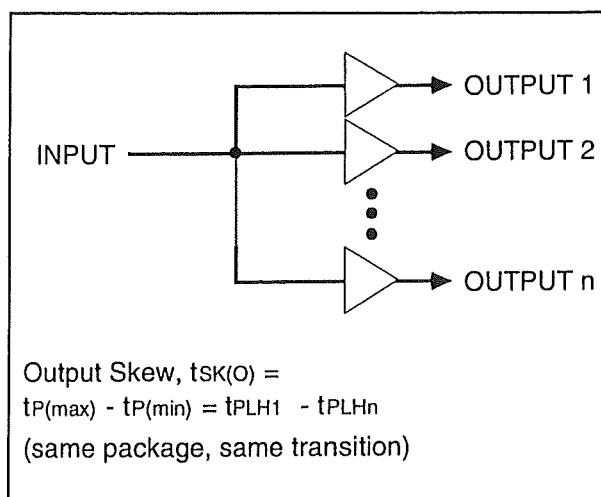 OUTPUT 1
INPUT
OUTPUT 2
OUTPUT n
Output Skew, tSK(O) =
tP(max) - tP(min) = tPLH1 - tPLHn
(same package, same transition)